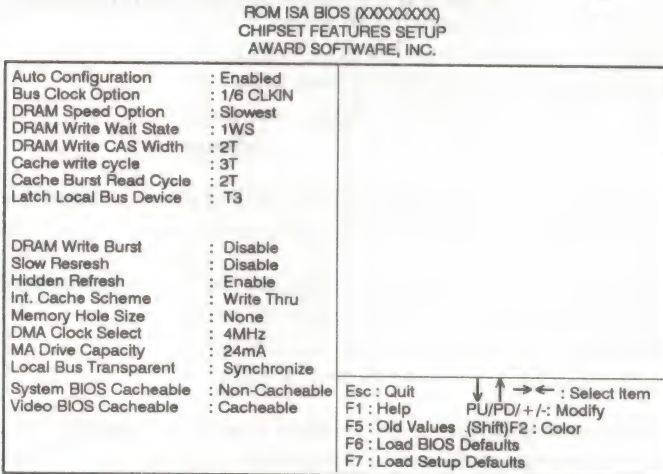 ROM ISA BIOS (XXXXXXXXX)
CHIPSET FEATURES SETUP
AWARD SOFTWARE, INC.
Auto Configuration : Enabled
Bus Clock Option : 1/6 CLKIN
DRAM Speed Option : Slowest
DRAM Write Wait State : 1WS
DRAM Write CAS Width : 2T
Cache write cycle : 3T
Cache Burst Read Cycle : 2T
Latch Local Bus Device : T3
DRAM Write Burst : Disable
Slow Resresh : Disable
Hidden Refresh : Enable
Int. Cache Scheme : Write Thru
Memory Hole Size : None
DMA Clock Select : 4MHz
MA Drive Capacity : 24mA
Local Bus Transparent : Synchronize
System BIOS Cacheable : Non-Cacheable
Video BIOS Cacheable : Cacheable
Esc : Quit ↓ ↑ → ← : Select Item
F1 : Help PU/PD/ + /-: Modify
F5 : Old Values (Shift)F2 : Color
F6 : Load BIOS Defaults
F7 : Load Setup Defaults